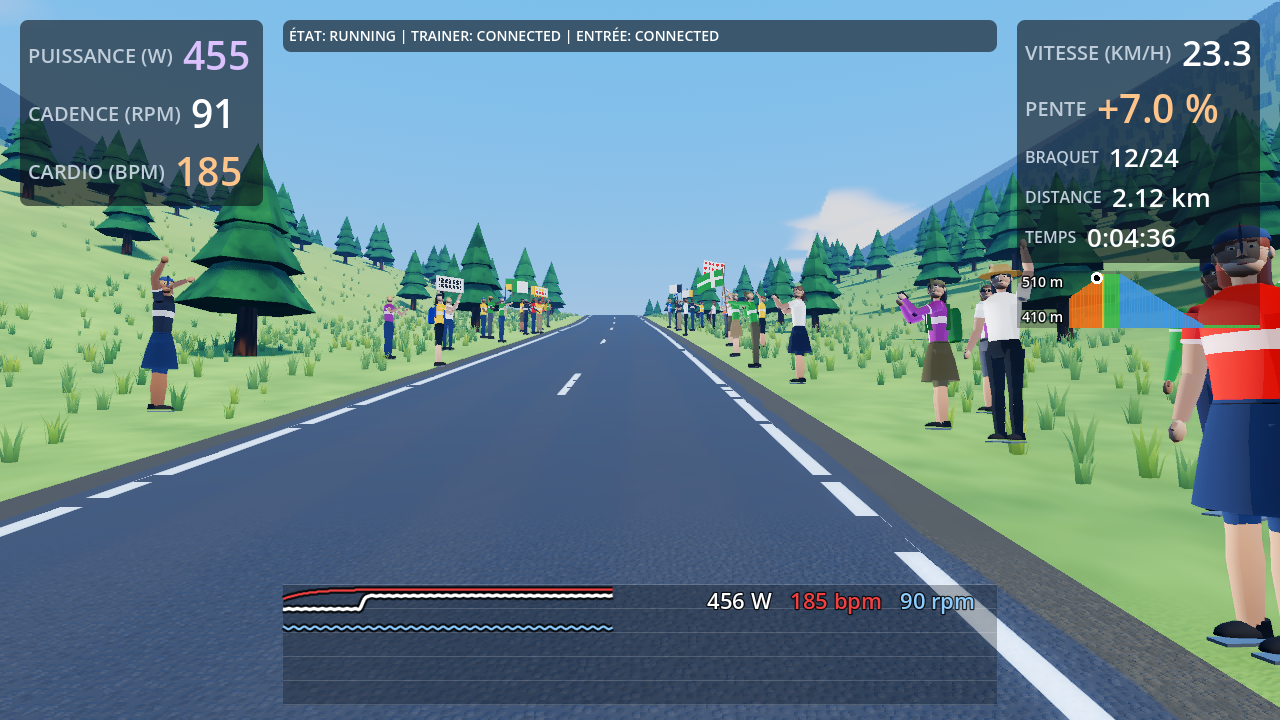 PUISSANCE (W) 455
CADENCE (RPM) 91
CARDIO (BPM) 185
ÉTAT: RUNNING | TRAINER: CONNECTED | ENTRÉE: CONNECTED
VITESSE (KM/H) 23.3
PENTE +7.0 %
BRAQUET 12/24
DISTANCE 2.12 km
TEMPS 0:04:36
510 m
410 m
456 W 185 bpm 90 rpm